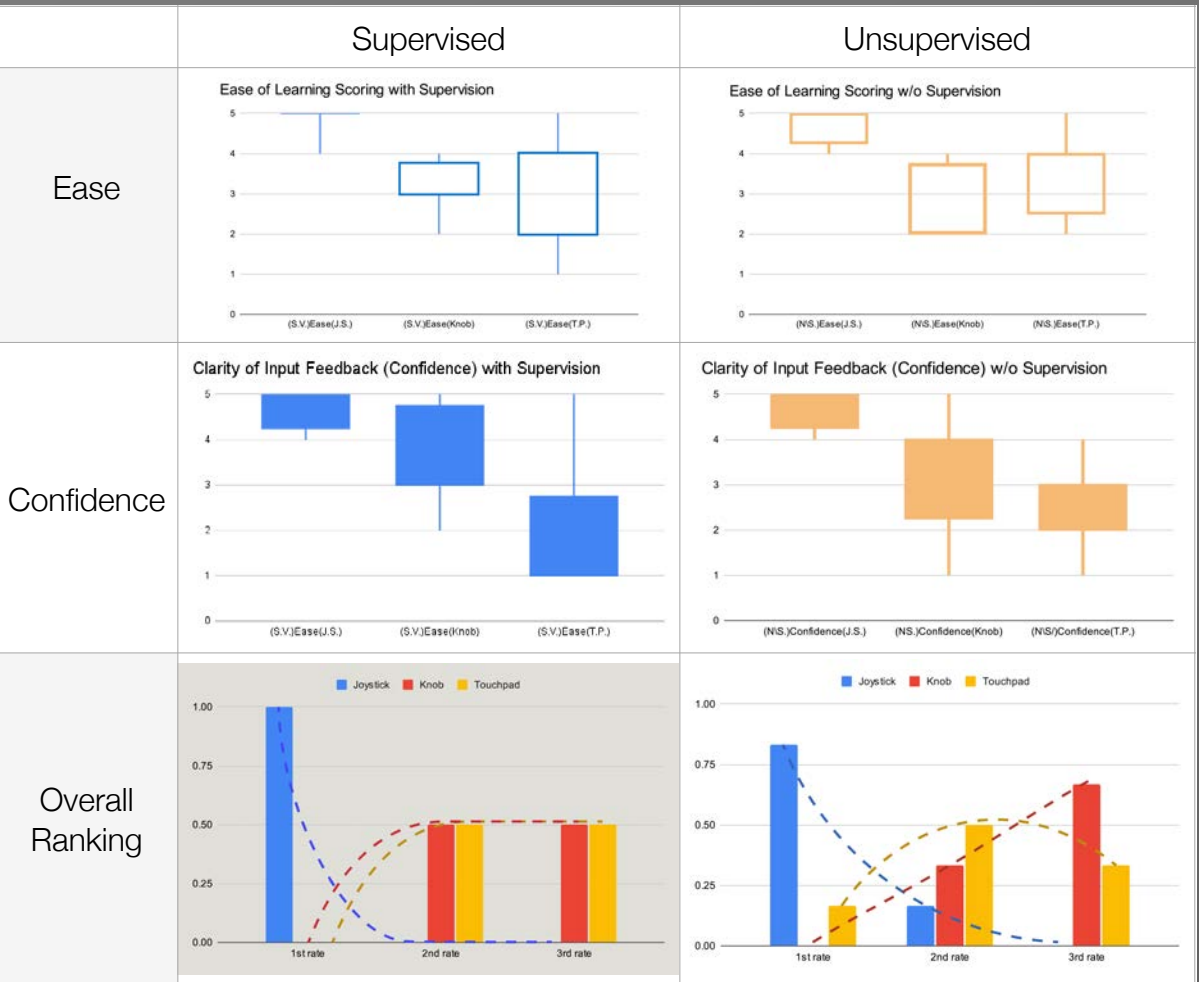 Supervised
Unsupervised
Ease
Ease of Learning Scoring with Supervision
5
4
3
2
1
0
(S.V.)Ease(J.S.)
(S.V.)Ease(Knob)
(S.V.)Ease(T.P.)
Ease of Learning Scoring w/o Supervision
5
4
3
2
1
0
(N\S.)Ease(J.S.)
(N\S.)Ease(Knob)
(N\S.)Ease(T.P.)
Confidence
Clarity of Input Feedback (Confidence) with Supervision
5
4
3
2
1
0
(S.V.)Ease(J.S.)
(S.V.)Ease(Knob)
(S.V.)Ease(T.P.)
Clarity of Input Feedback (Confidence) w/o Supervision
5
4
3
2
1
0
(N\S.)Confidence(J.S.)
(NS.)Confidence(Knob)
(N\S/)Confidence(T.P.)
Overall
Ranking
Joystick Knob Touchpad
1.00
0.75
0.50
0.25
0.00
1st rate
2nd rate
3rd rate
Joystick Knob Touchpad
1.00
0.75
0.50
0.25
0.00
1st rate
2nd rate
3rd rate